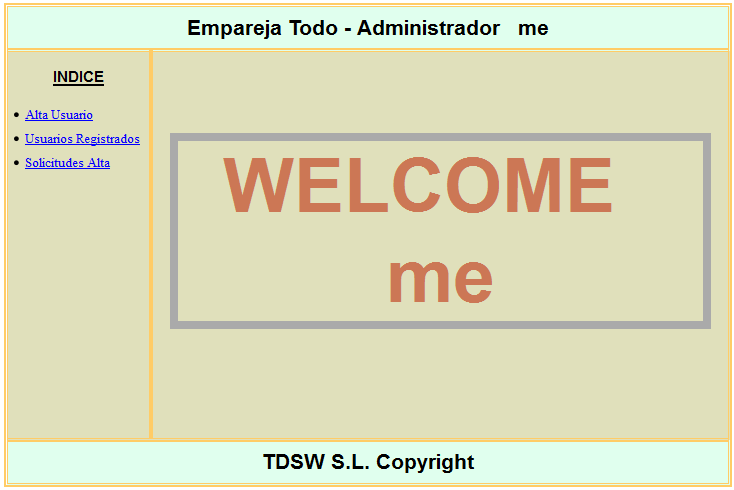 Empareja Todo - Administrador me
INDICE
Alta Usuario
Usuarios Registrados
Solicitudes Alta
WELCOME
me
TDSW S.L. Copyright